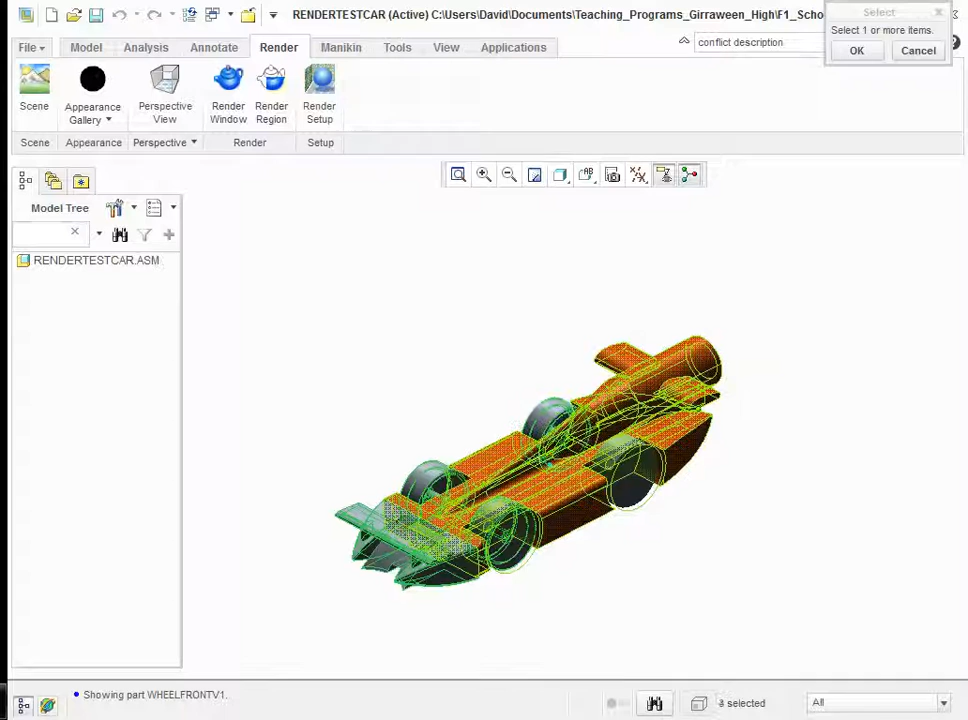 RENDERTESTCAR (Active) C:\Users\David\Documents\Teaching_Programs_Girraween_High\F1_Scho
Select
Select 1 or more items.
OK Cancel
File Model Analysis Annotate Render Manikin Tools View Applications
conflict description
Scene Appearance Gallery Perspective View Render Window Render Region Render Setup
Scene Appearance Perspective Render Setup
Model Tree
RENDERTESTCAR.ASM
Showing part WHEELFRONTV1.
selected
All